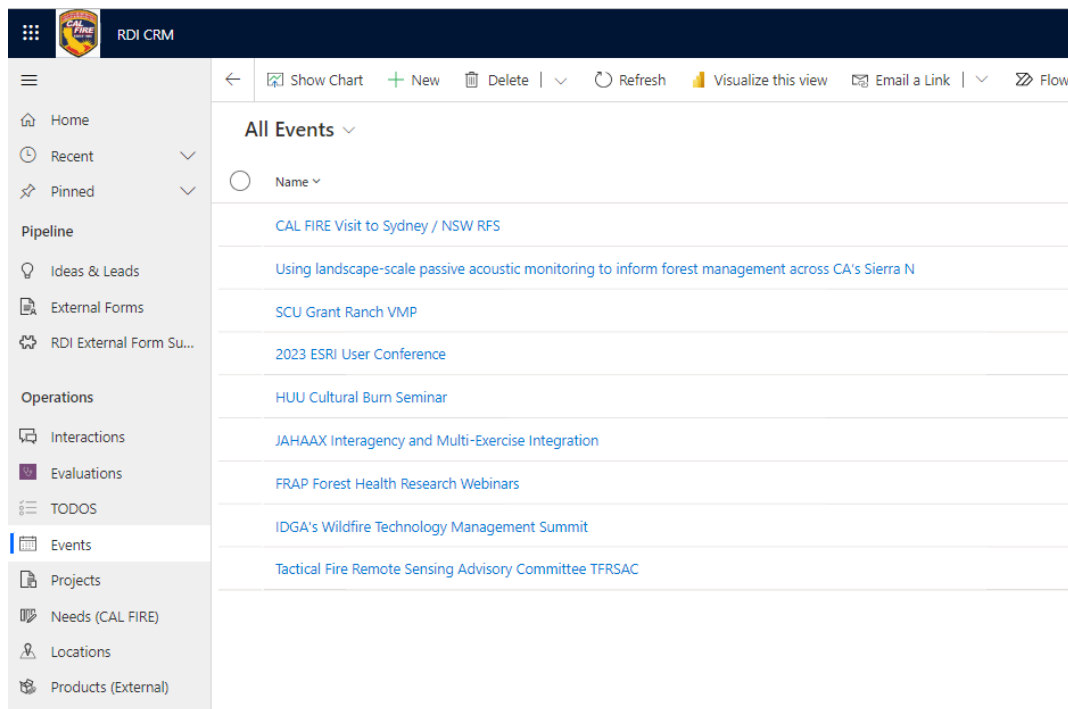 CAL FIRE
RDI CRM
Show Chart
New
Delete
Refresh
Visualize this view
Email a Link
Flow
Home
Recent
Pinned
Pipeline
Ideas & Leads
External Forms
RDI External Form Su...
Operations
Interactions
Evaluations
TODOS
Events
Projects
Needs (CAL FIRE)
Locations
Products (External)
All Events
Name
CAL FIRE Visit to Sydney / NSW RFS
Using landscape-scale passive acoustic monitoring to inform forest management across CA's Sierra N
SCU Grant Ranch VMP
2023 ESRI User Conference
HUU Cultural Burn Seminar
JAHAAX Interagency and Multi-Exercise Integration
FRAP Forest Health Research Webinars
IDGA's Wildfire Technology Management Summit
Tactical Fire Remote Sensing Advisory Committee TFRSAC